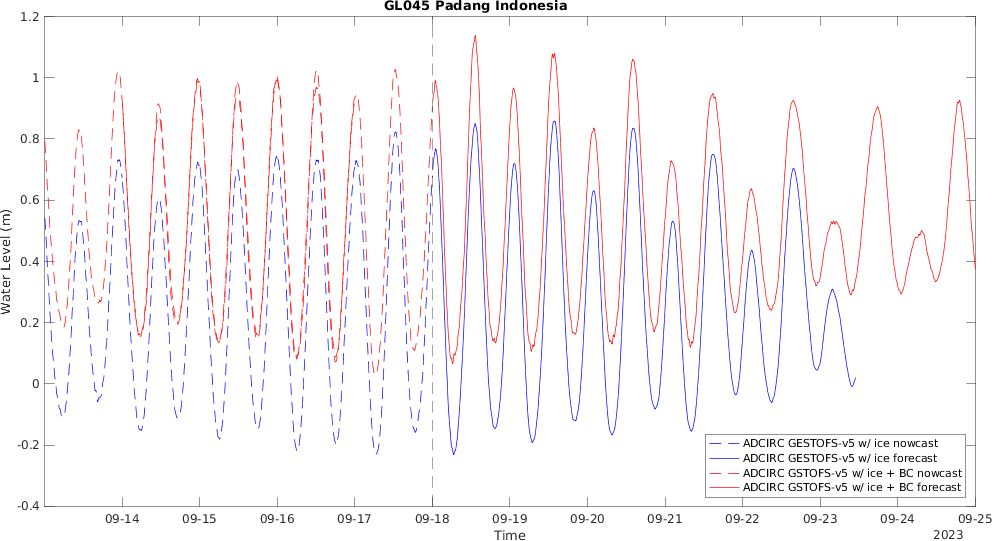 GL045 Padang Indonesia
1.2
1
0.8
0.6
0.4
0.2
0
-0.2
-0.4
Water Level (m)
ADCIRC GESTOFS-v5 w/ ice nowcast
ADCIRC GESTOFS-v5 w/ ice forecast
ADCIRC GSTOFS-v5 w/ ice + BC nowcast
ADCIRC GSTOFS-v5 w/ ice + BC forecast
09-14 09-15 09-16 09-17 09-18 09-19 09-20 09-21 09-22 09-23 09-24 09-25
Time
2023